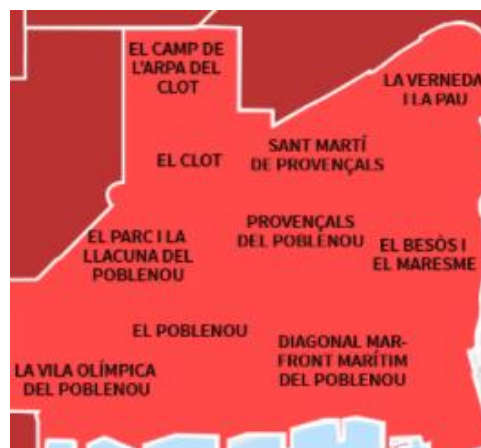 EL CAMP DE
L'ARPA DEL
CLOT
LA VERNEDA
I LA PAU
EL CLOT
SANT MARTÍ
DE PROVENÇALS
PROVENÇALS
DEL POBLENOU
EL PARC I LA
LLACUNA DEL
POBLENOU
EL BESÒS I
EL MARESME
EL POBLENOU
DIAGONAL MAR-
FRONT MARÍTIM
DEL POBLENOU
LA VILA OLÍMPICA
DEL POBLENOU